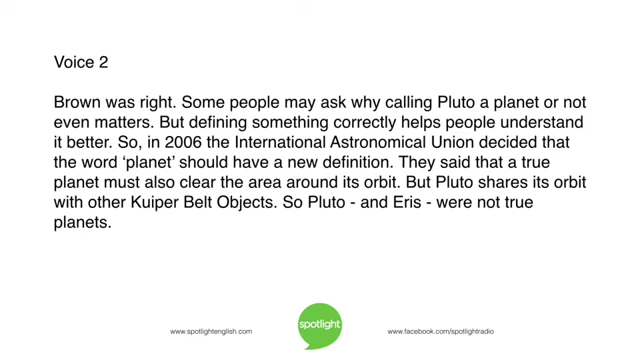 Voice 2
Brown was right. Some people may ask why calling Pluto a planet or not
even matters. But defining something correctly helps people understand
it better. So, in 2006 the International Astronomical Union decided that
the word ‘planet’ should have a new definition. They said that a true
planet must also clear the area around its orbit. But Pluto shares its orbit
with other Kuiper Belt Objects. So Pluto - and Eris - were not true
planets.
www.spotlightenglish.com
spotlight
www.facebook.com/spotlightradio